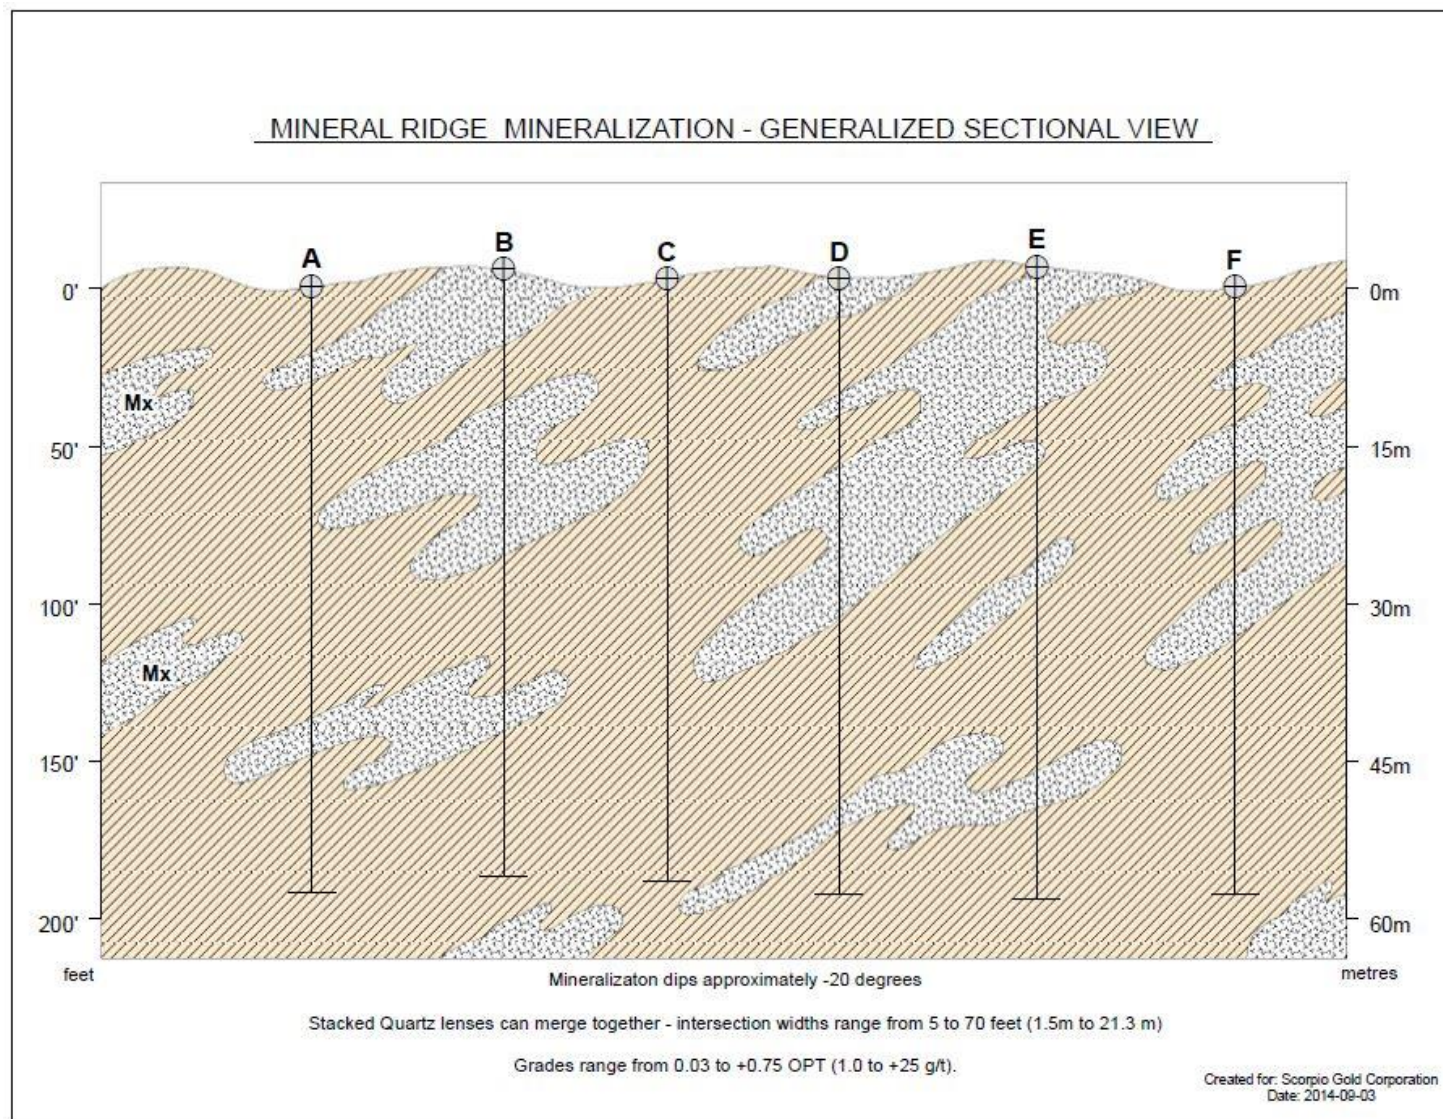 MINERAL RIDGE MINERALIZATION - GENERALIZED SECTIONAL VIEW
A
B
C
D
E
F
0'
0m
Mx
50'
15m
100'
30m
Mx
150'
45m
200'
60m
feet
metres
Mineralizaton dips approximately -20 degrees
Stacked Quartz lenses can merge together - intersection widths range from 5 to 70 feet (1.5m to 21.3 m)
Grades range from 0.03 to +0.75 OPT (1.0 to +25 g/t).
Created for: Scorpio Gold Corporation
Date: 2014-09-03